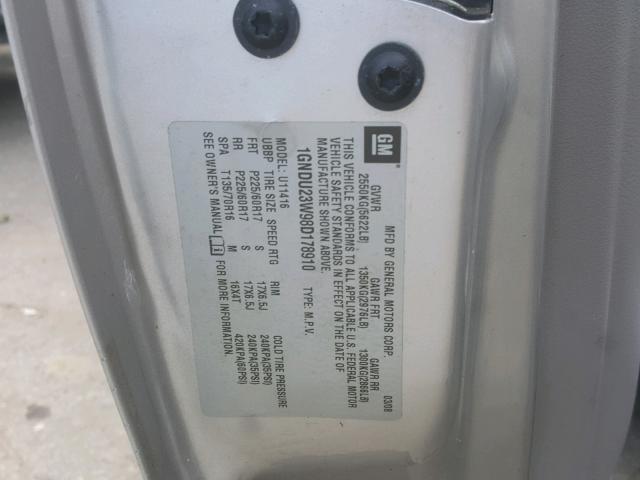 GM
MFD BY GENERAL MOTORS CORP. 03/08
GVWR GAWR FRT GAWR RR
2550KG(5622LB) 1350KG(2976LB) 1300KG(2866LB)
THIS VEHICLE CONFORMS TO ALL APPLICABLE U.S. FEDERAL MOTOR
VEHICLE SAFETY STANDARDS IN EFFECT ON THE DATE OF
MANUFACTURE SHOWN ABOVE.
1GNDU23W98D178910 TYPE: M.P.V.
MODEL: U11416
UBBP TIRE SIZE SPEED RTG RIM COLD TIRE PRESSURE
FRT P225/60R17 S 17X6.5J 240KPA(35PSI)
RR P225/60R17 S 17X6.5J 240KPA(35PSI)
SPA T135/70R16 M 16X4T 420KPA(60PSI)
SEE OWNER'S MANUAL FOR MORE INFORMATION.